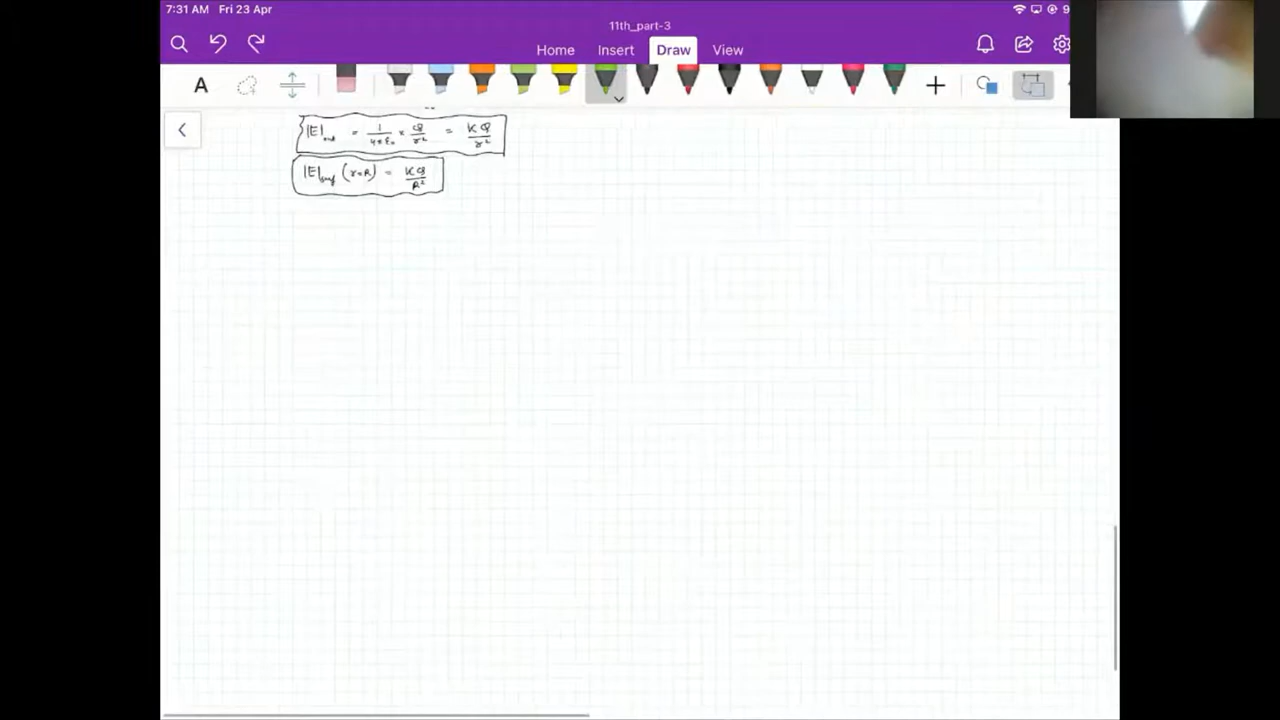 7:31 AM Fri 23 Apr
11th_part-3
Home Insert Draw View
A
|E|out = 1/4πε₀ × Q/r² = KQ/r²
|E|surf (r=R) = KQ/R²